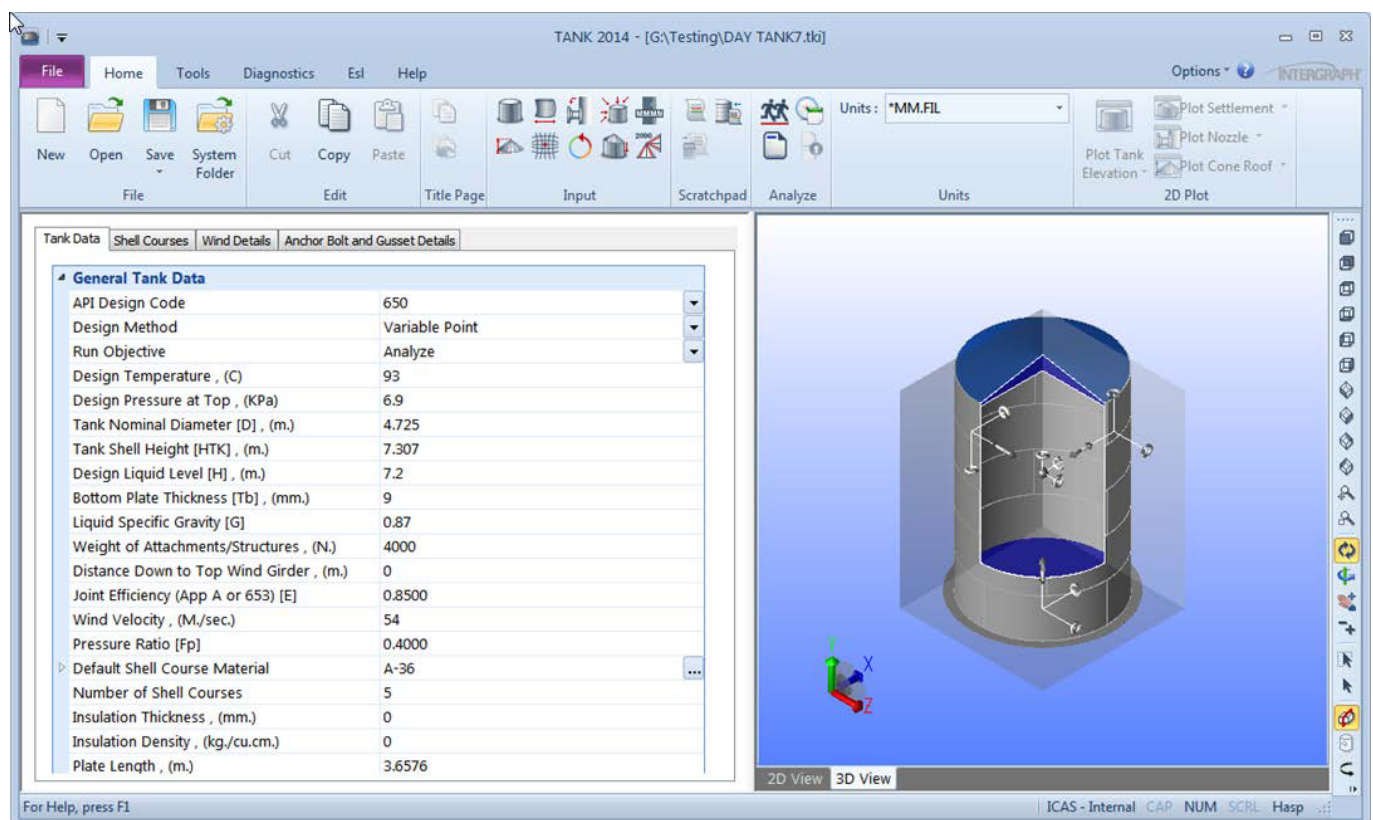 TANK 2014 - [G:\Testing\DAY TANK7.tki]
File Home Tools Diagnostics Esl Help Options INTERGRAPH
New Open Save System Folder Cut Copy Paste Units : *MM.FIL Plot Tank Elevation Plot Settlement
Plot Nozzle
Plot Cone Roof
File Edit Title Page Input Scratchpad Analyze Units 2D Plot
Tank Data Shell Courses Wind Details Anchor Bolt and Gusset Details
General Tank Data
API Design Code 650
Design Method Variable Point
Run Objective Analyze
Design Temperature , (C) 93
Design Pressure at Top , (KPa) 6.9
Tank Nominal Diameter [D] , (m.) 4.725
Tank Shell Height [HTK] , (m.) 7.307
Design Liquid Level [H] , (m.) 7.2
Bottom Plate Thickness [Tb] , (mm.) 9
Liquid Specific Gravity [G] 0.87
Weight of Attachments/Structures , (N.) 4000
Distance Down to Top Wind Girder , (m.) 0
Joint Efficiency (App A or 653) [E] 0.8500
Wind Velocity , (M./sec.) 54
Pressure Ratio [Fp] 0.4000
Default Shell Course Material A-36 ...
Number of Shell Courses 5
Insulation Thickness , (mm.) 0
Insulation Density , (kg./cu.cm.) 0
Plate Length , (m.) 3.6576
Y
X
Z
2D View 3D View
For Help, press F1 ICAS - Internal CAP NUM SCRL Hasp